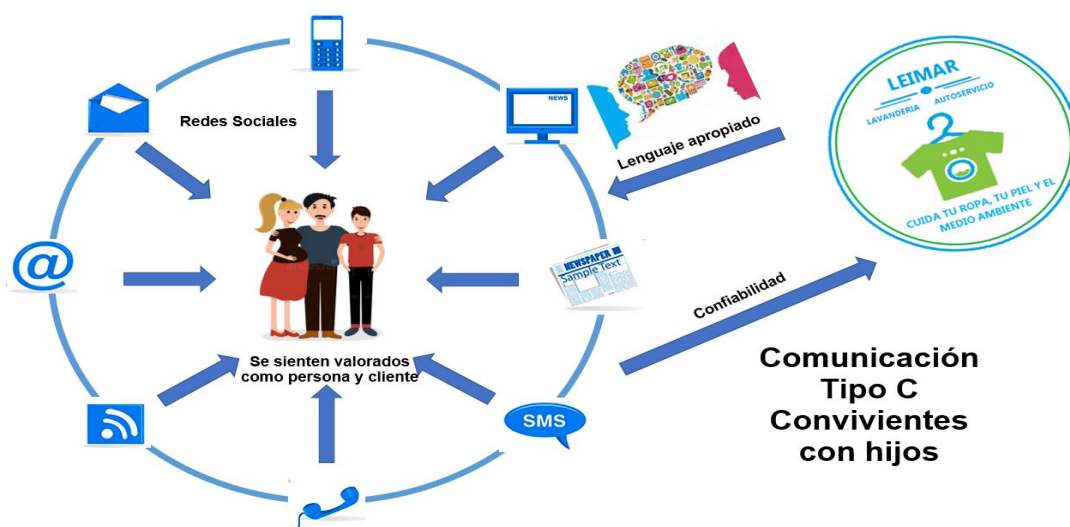 NEWS
Redes Sociales
Lenguaje apropiado
LEIMAR
LAVANDERIA AUTOSERVICIO
CUIDA TU ROPA, TU PIEL Y EL
MEDIO AMBIENTE
@
NEWSPAPER
Sample Text
Confiabilidad
Se sienten valorados
como persona y cliente
SMS
Comunicación
Tipo C
Convivientes
con hijos